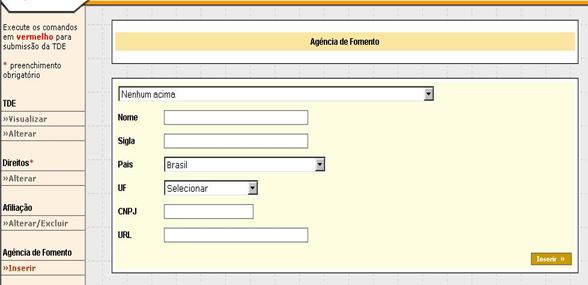 Execute os comandos
em vermelho para
submissão da TDE
* preenchimento
obrigatório
TDE
»Visualizar
»Alterar
Direitos*
»Alterar
Afiliação
»Alterar/Excluir
Agência de Fomento
»Inserir
Agência de Fomento
Nenhum acima
Nome
Sigla
Pais Brasil
UF Selecionar
CNPJ
URL
Inserir »